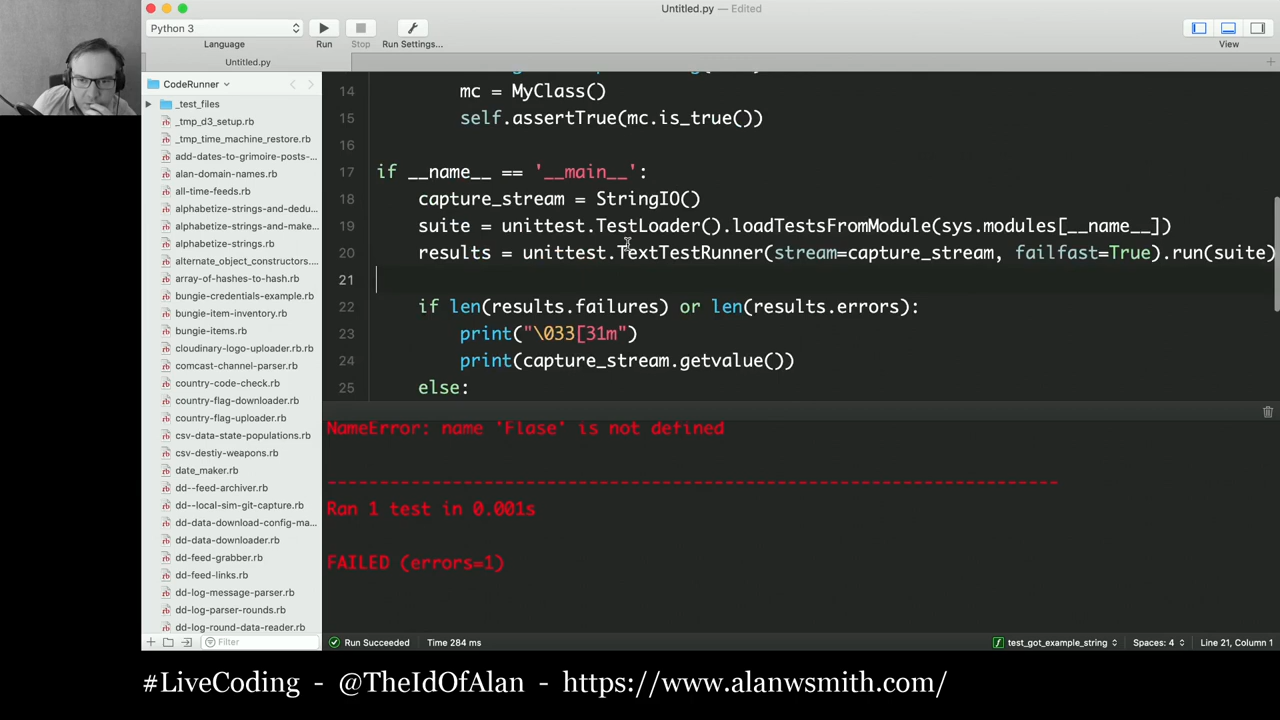 Untitled.py — Edited
Python 3
Language
Run
Stop
Run Settings...
View
Untitled.py
CodeRunner
_test_files
_tmp_d3_setup.rb
_tmp_time_machine_restore.rb
add-dates-to-grimoire-posts-...
alan-domain-names.rb
all-time-feeds.rb
alphabetize-strings-and-dedu...
alphabetize-strings-and-make...
alphabetize-strings.rb
alternate_object_constructors...
array-of-hashes-to-hash.rb
bungie-credentials-example.rb
bungie-item-inventory.rb
bungie-items.rb
cloudinary-logo-uploader.rb.rb
comcast-channel-parser.rb
country-code-check.rb
country-flag-downloader.rb
country-flag-uploader.rb
csv-data-state-populations.rb
csv-destiy-weapons.rb
date_maker.rb
dd--feed-archiver.rb
dd--local-sim-git-capture.rb
dd-data-download-config-ma...
dd-data-downloader.rb
dd-feed-grabber.rb
dd-feed-links.rb
dd-log-message-parser.rb
dd-log-parser-rounds.rb
dd-log-round-data-reader.rb
Filter
14 mc = MyClass()
15 self.assertTrue(mc.is_true())
16
17 if __name__ == '__main__':
18 capture_stream = StringIO()
19 suite = unittest.TestLoader().loadTestsFromModule(sys.modules[__name__])
20 results = unittest.TextTestRunner(stream=capture_stream, failfast=True).run(suite)
21
22 if len(results.failures) or len(results.errors):
23 print("\033[31m")
24 print(capture_stream.getvalue())
25 else:
NameError: name 'Flase' is not defined
----------------------------------------------------------------------
Ran 1 test in 0.001s
FAILED (errors=1)
Run Succeeded Time 284 ms
test_got_example_string Spaces: 4 Line 21, Column 1
#LiveCoding - @TheIdOfAlan - https://www.alanwsmith.com/